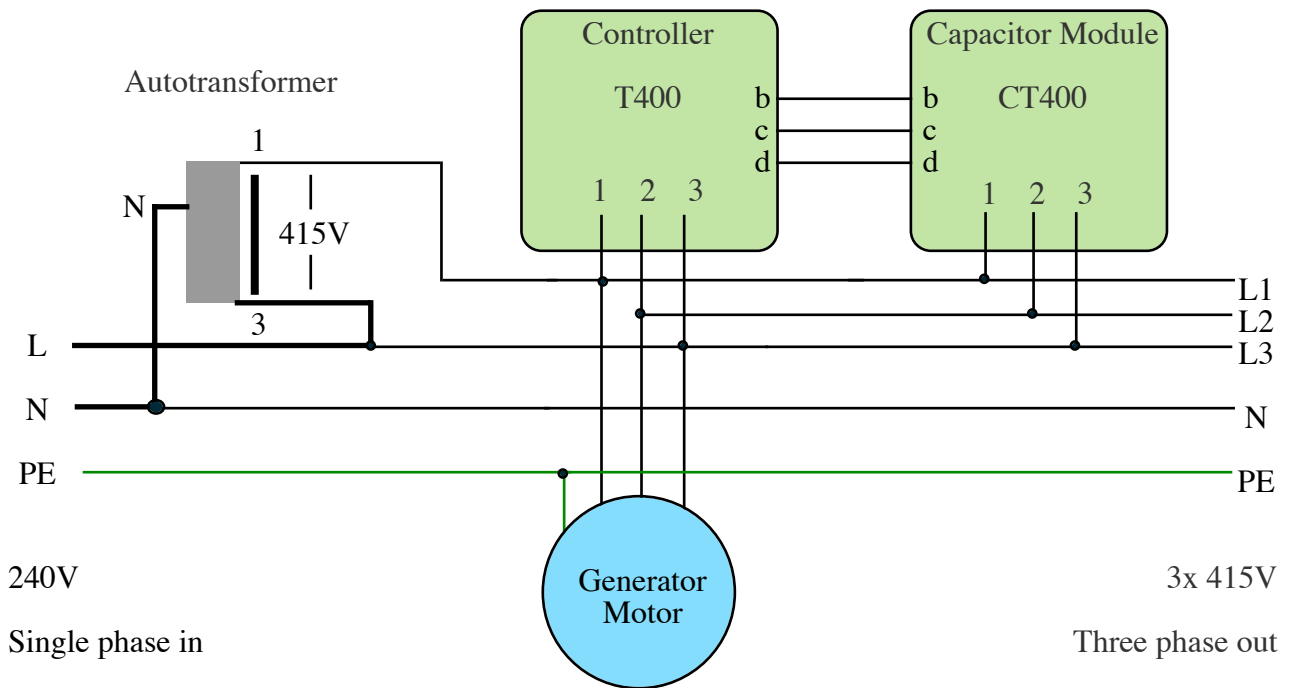 Controller
Capacitor Module
Autotransformer
T400
CT400
b
b
c
c
d
d
1
1
2
3
1
2
3
N
415V
3
L1
L2
L
L3
N
N
PE
PE
240V
Generator
Motor
3x 415V
Single phase in
Three phase out